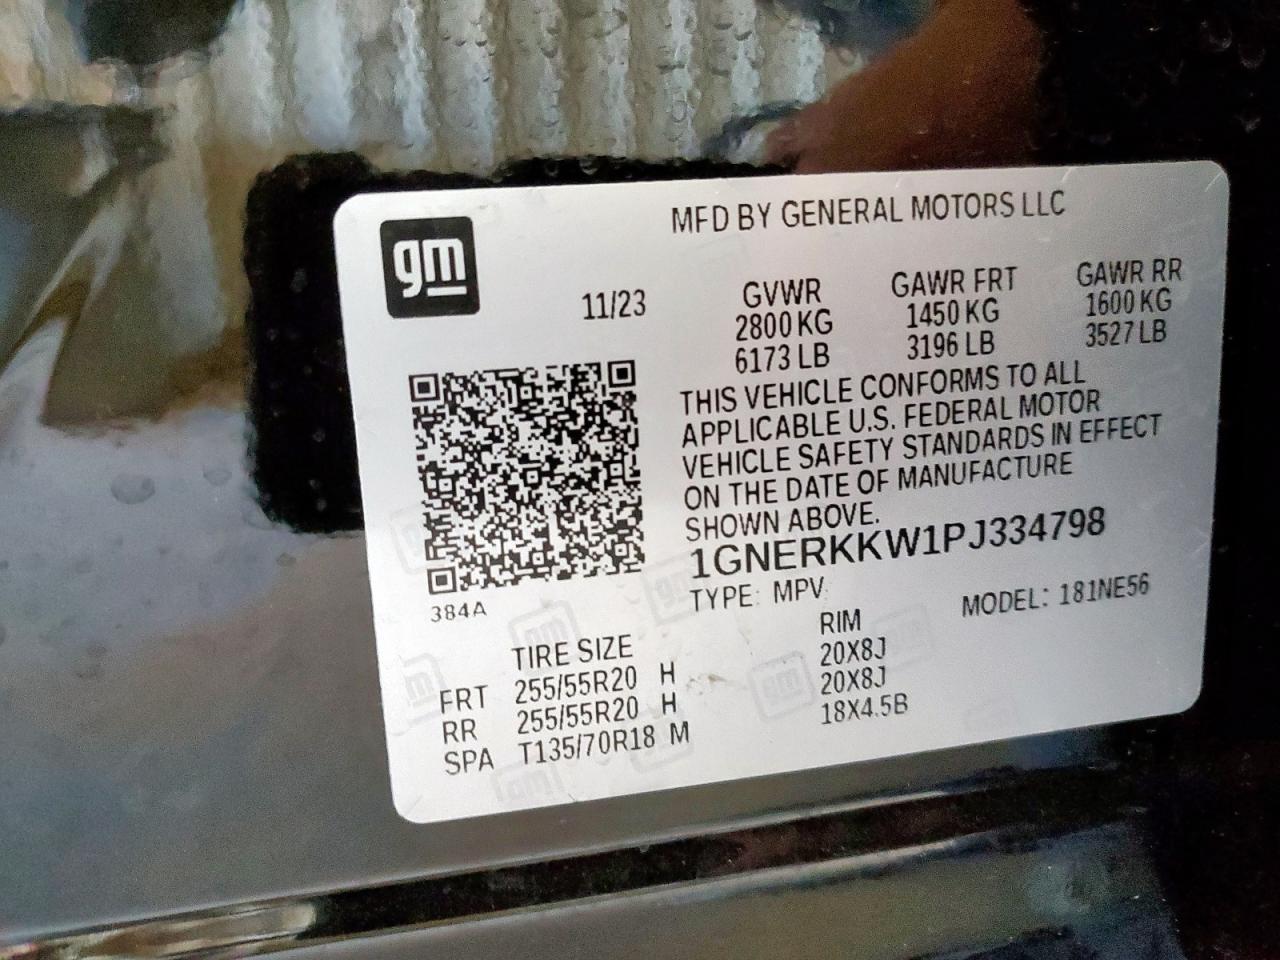 MFD BY GENERAL MOTORS LLC
gm
11/23
GVWR GAWR FRT GAWR RR
2800 KG 1450 KG 1600 KG
6173 LB 3196 LB 3527 LB
THIS VEHICLE CONFORMS TO ALL
APPLICABLE U.S. FEDERAL MOTOR
VEHICLE SAFETY STANDARDS IN EFFECT
ON THE DATE OF MANUFACTURE
SHOWN ABOVE.
1GNERKKW1PJ334798
384A
TYPE: MPV MODEL: 181NE56
TIRE SIZE RIM
FRT 255/55R20 H 20X8J
RR 255/55R20 H 20X8J
SPA T135/70R18 M 18X4.5B